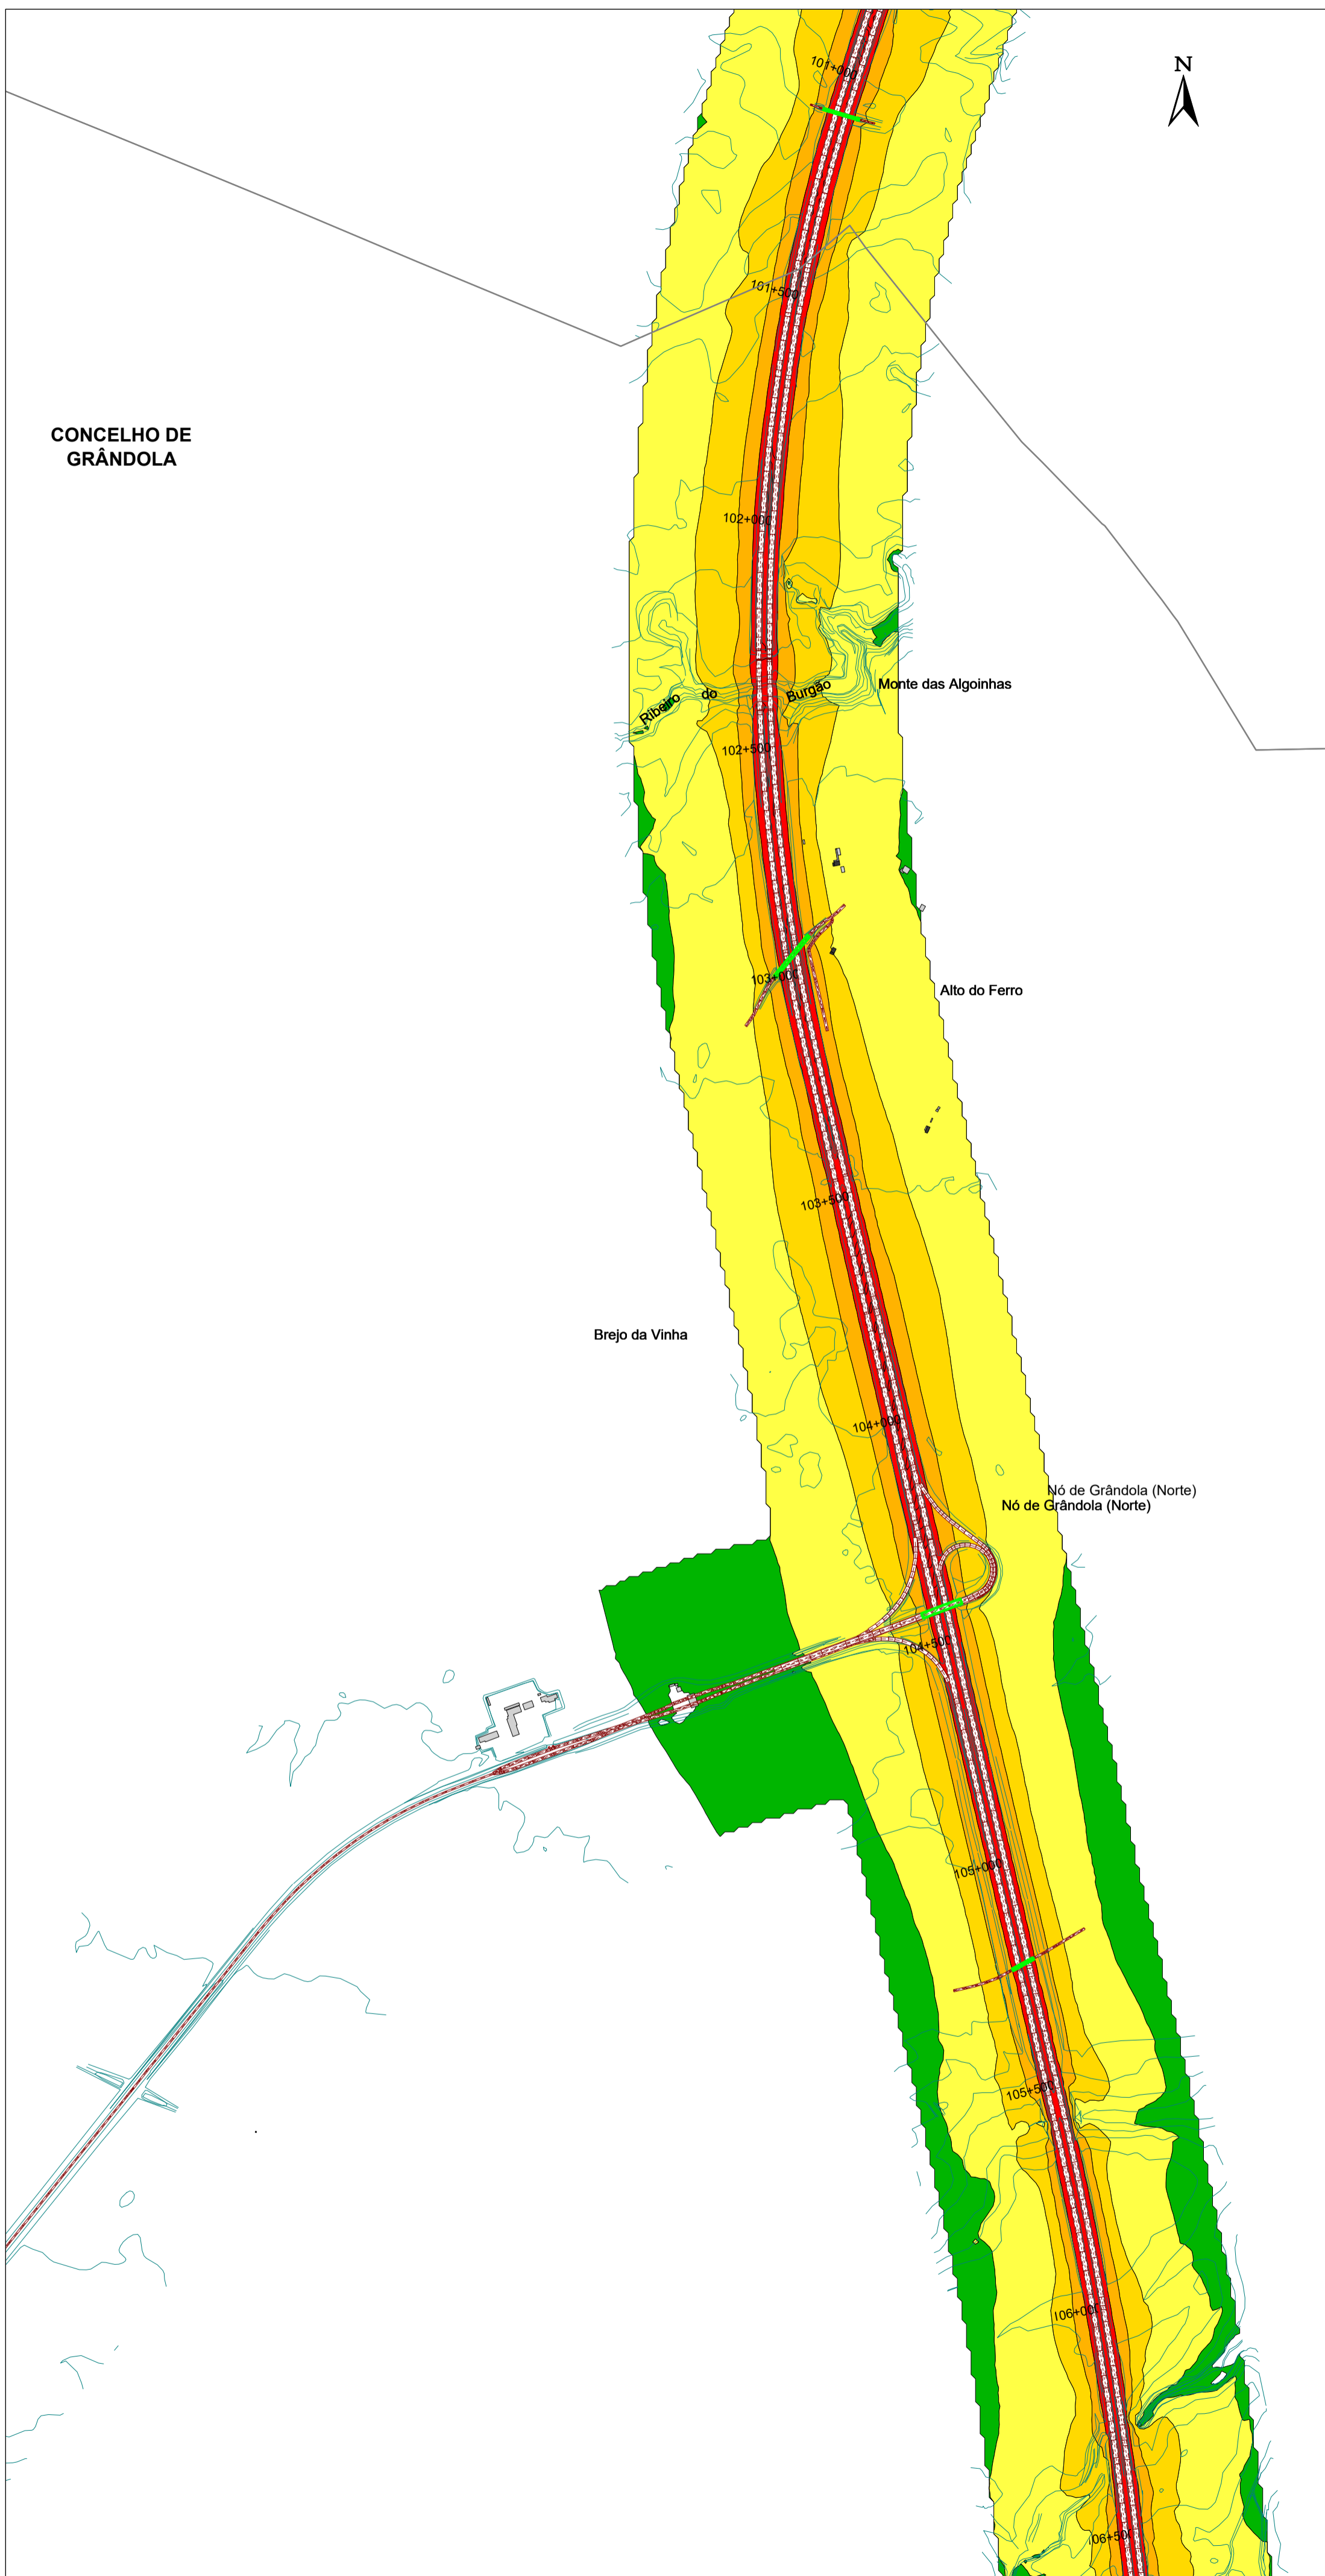 N
101+000
101+500
CONCELHO DE
GRÂNDOLA
102+000
Monte das Algoinhas
Ribeiro do Burgão
102+500
103+000
Alto do Ferro
103+500
Brejo da Vinha
104+000
Nó de Grândola (Norte)
Nó de Grândola (Norte)
104+500
105+000
105+500
106+000
106+500